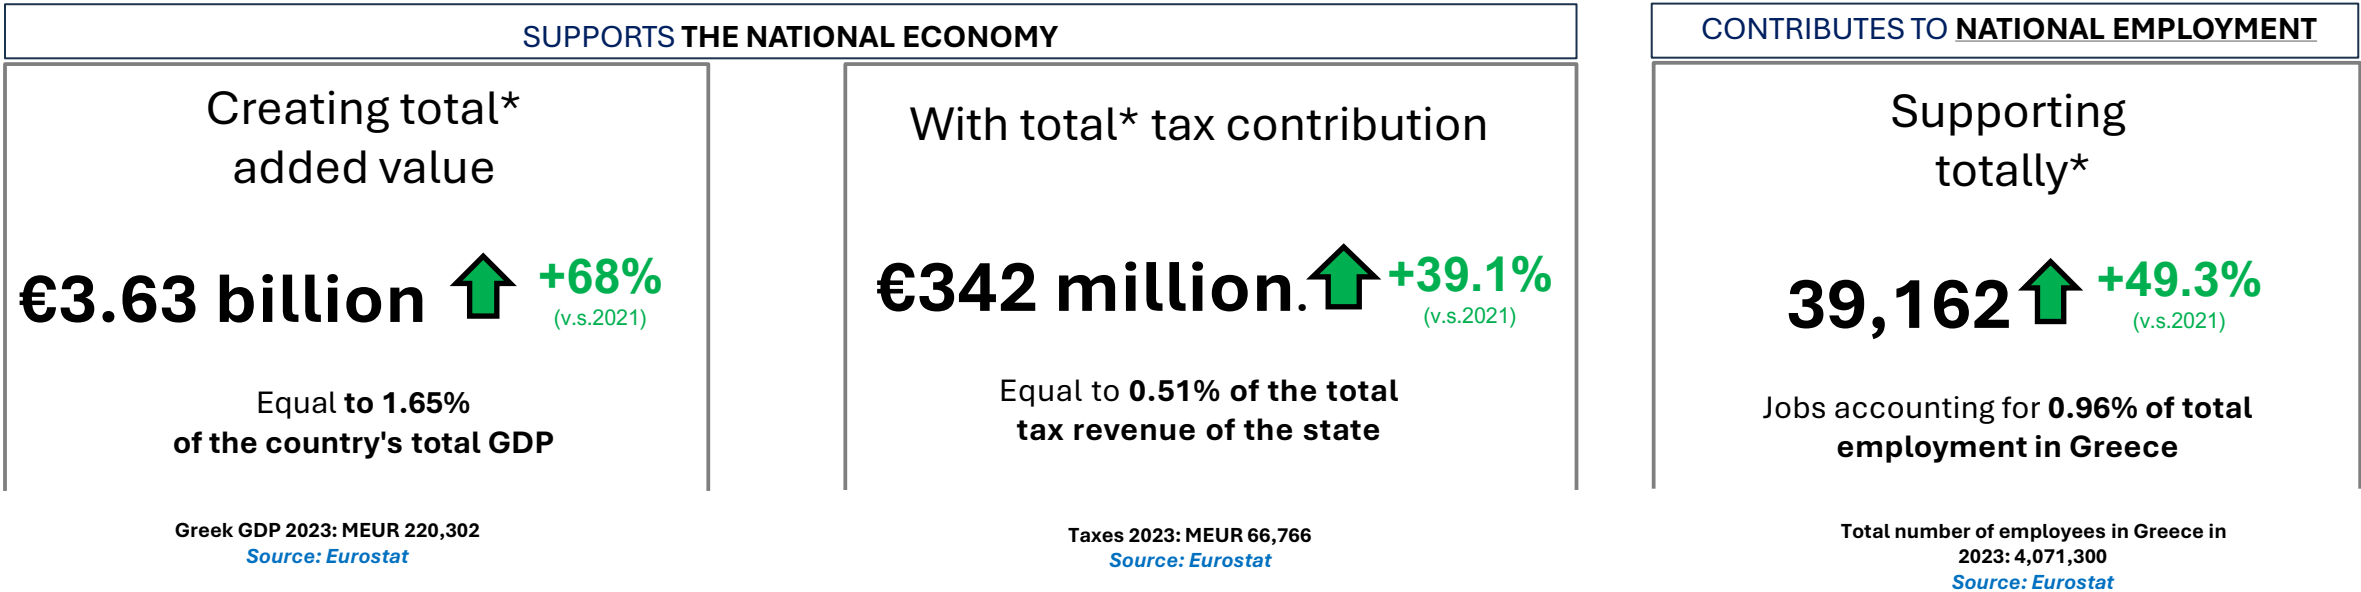 SUPPORTS THE NATIONAL ECONOMY
Creating total*
added value
€3.63 billion
+68%
(v.s.2021)
Equal to 1.65%
of the country's total GDP
Greek GDP 2023: MEUR 220,302
Source: Eurostat
With total* tax contribution
€342 million.
+39.1%
(v.s.2021)
Equal to 0.51% of the total
tax revenue of the state
Taxes 2023: MEUR 66,766
Source: Eurostat
CONTRIBUTES TO NATIONAL EMPLOYMENT
Supporting
totally*
39,162
+49.3%
(v.s.2021)
Jobs accounting for 0.96% of total
employment in Greece
Total number of employees in Greece in
2023: 4,071,300
Source: Eurostat